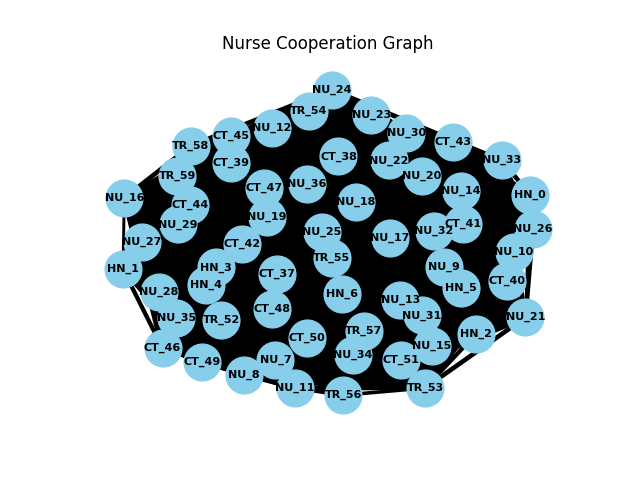 Nurse Cooperation Graph
NU_24
TR_54
NU_23
NU_12
NU_30
CT_45
CT_43
TR_58
CT_38
NU_22
NU_33
CT_39
TR_59
NU_20
CT_47
NU_36
NU_14
HN_0
NU_16
CT_44
NU_18
NU_19
NU_29
CT_41
NU_26
NU_25
NU_32
NU_17
NU_27
CT_42
NU_10
TR_55
HN_1
HN_3
NU_9
CT_37
CT_40
HN_4
HN_5
NU_28
HN_6
NU_13
CT_48
NU_31
NU_35
TR_52
NU_21
TR_57
HN_2
CT_50
CT_46
NU_15
NU_34
CT_49
NU_7
CT_51
NU_8
NU_11
TR_53
TR_56